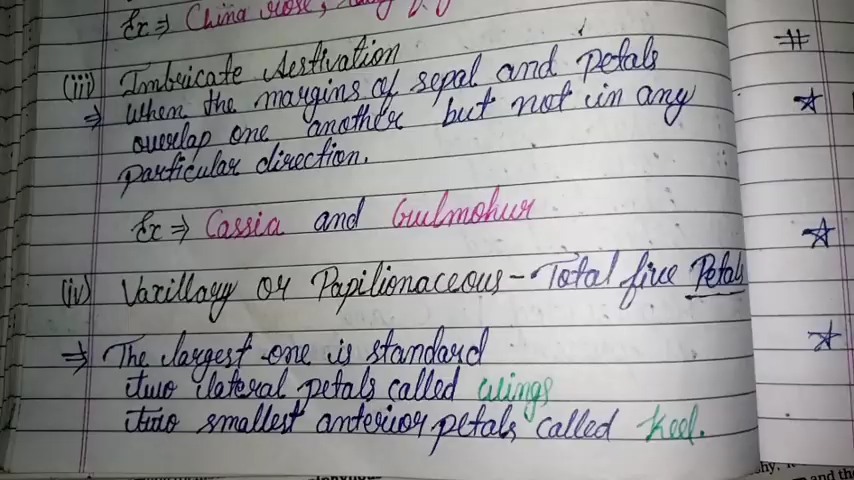 Ex ⇒ China rose,
(iii) Imbricate Aestivation
⇒ When the margins of sepal and petals
overlap one another but not in any
particular direction.
Ex ⇒ Cassia and Gulmohur
(iv) Vaxillary or Papilionaceous - Total five Petals
⇒ The largest one is standard
two lateral petals called wings
two smallest anterior petals called Keel.